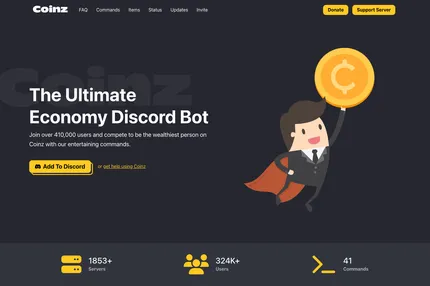 Coinz FAQ Commands Items Status Updates Invite Donate Support Server
Coinz
The Ultimate
Economy Discord Bot
Join over 410,000 users and compete to be the wealthiest person on
Coinz with our entertaining commands.
Add To Discord or get help using Coinz
1853+ 324K+ 41
Servers Users Commands